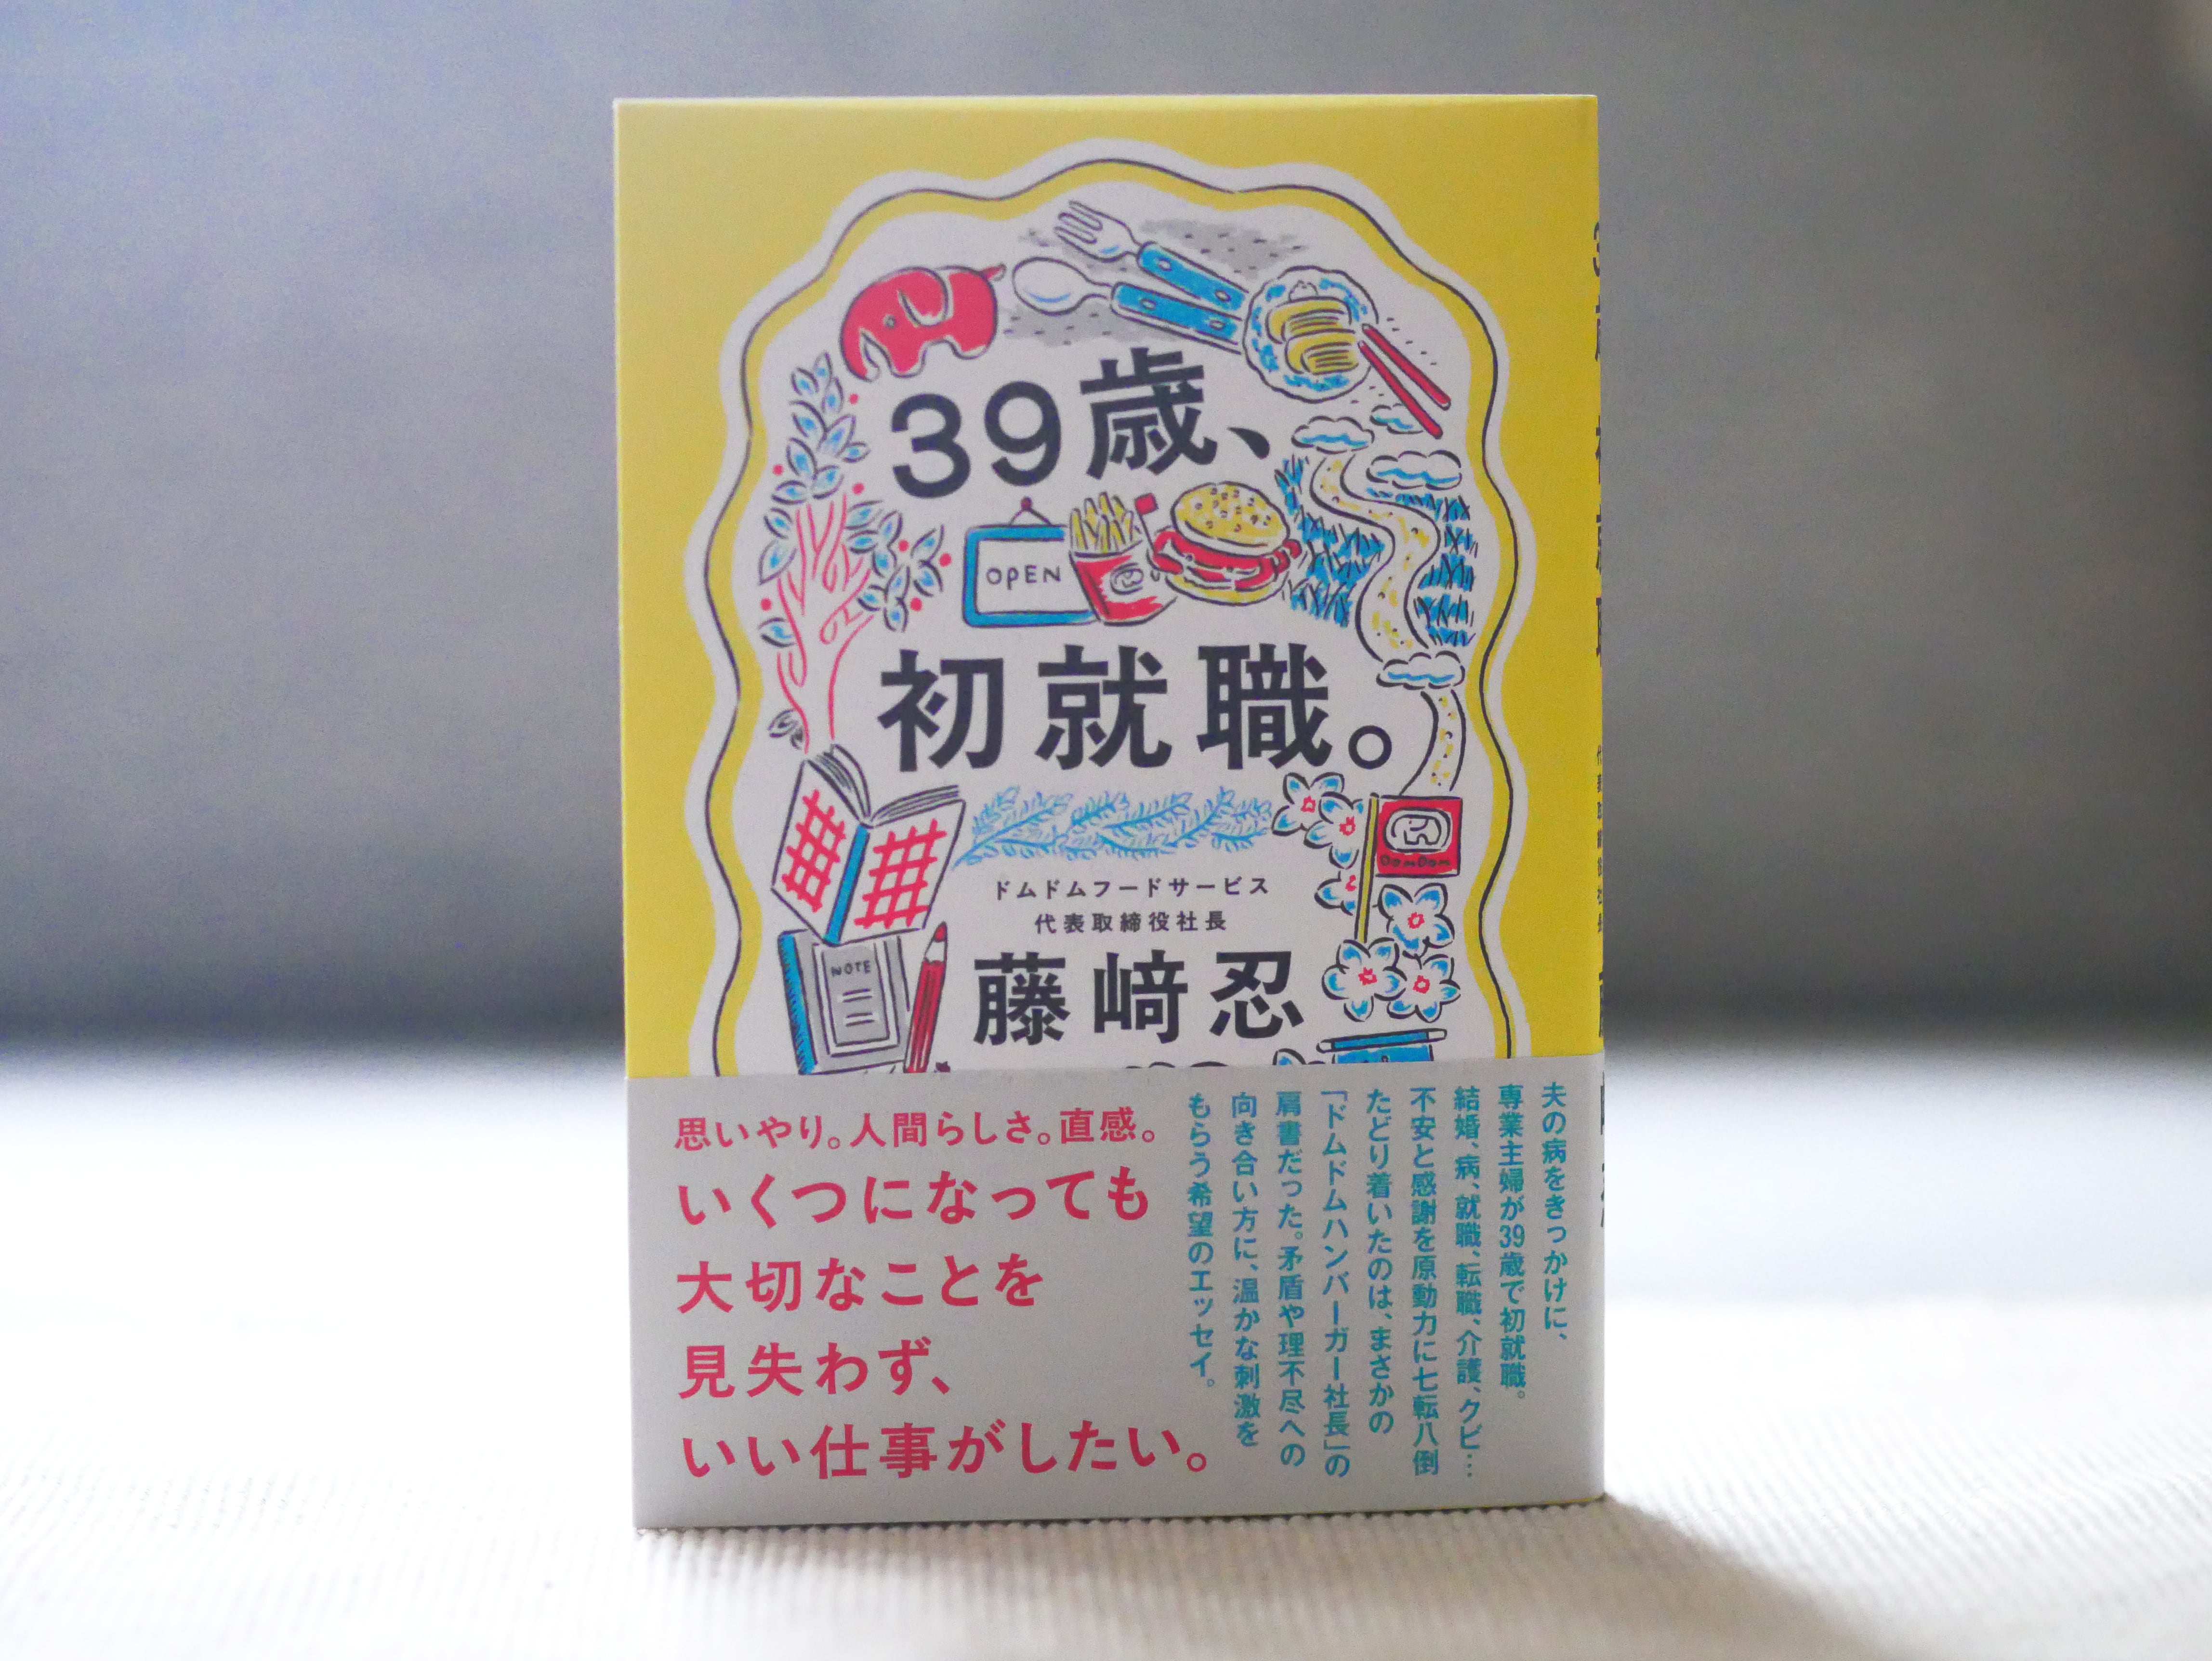 39歳、
OPEN
初就職。
DomDom
ドムドムフードサービス
代表取締役社長
NOTE
藤﨑忍
思いやり。人間らしさ。直感。
いくつになっても
大切なことを
見失わず、
いい仕事がしたい。
夫の病をきっかけに、
専業主婦が39歳で初就職。
結婚、病、就職、転職、介護、クビ…
不安と感謝を原動力に七転八倒
たどり着いたのは、まさかの
「ドムドムハンバーガー社長」の
肩書だった。矛盾や理不尽への
向き合い方に、温かな刺激を
もらう希望のエッセイ。